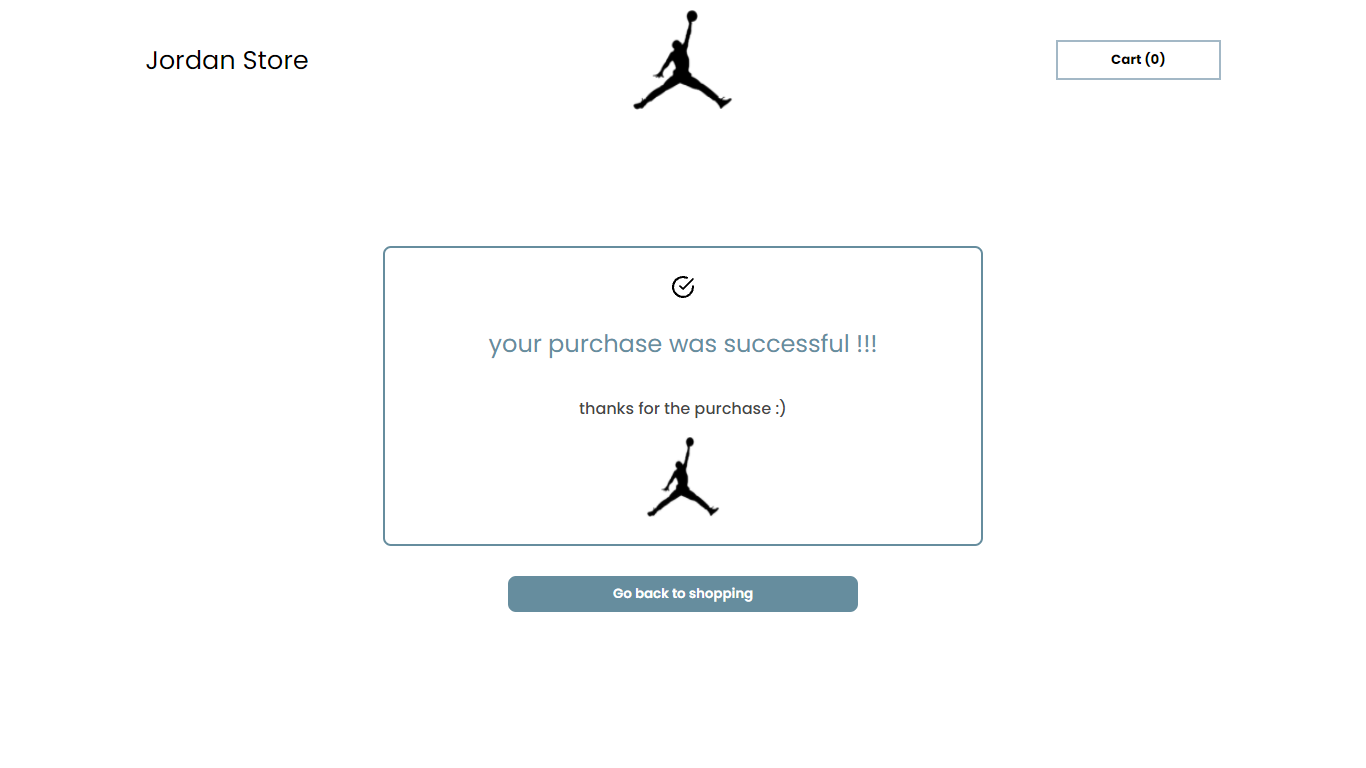 Jordan Store
Cart (0)
your purchase was successful !!!
thanks for the purchase :)
Go back to shopping